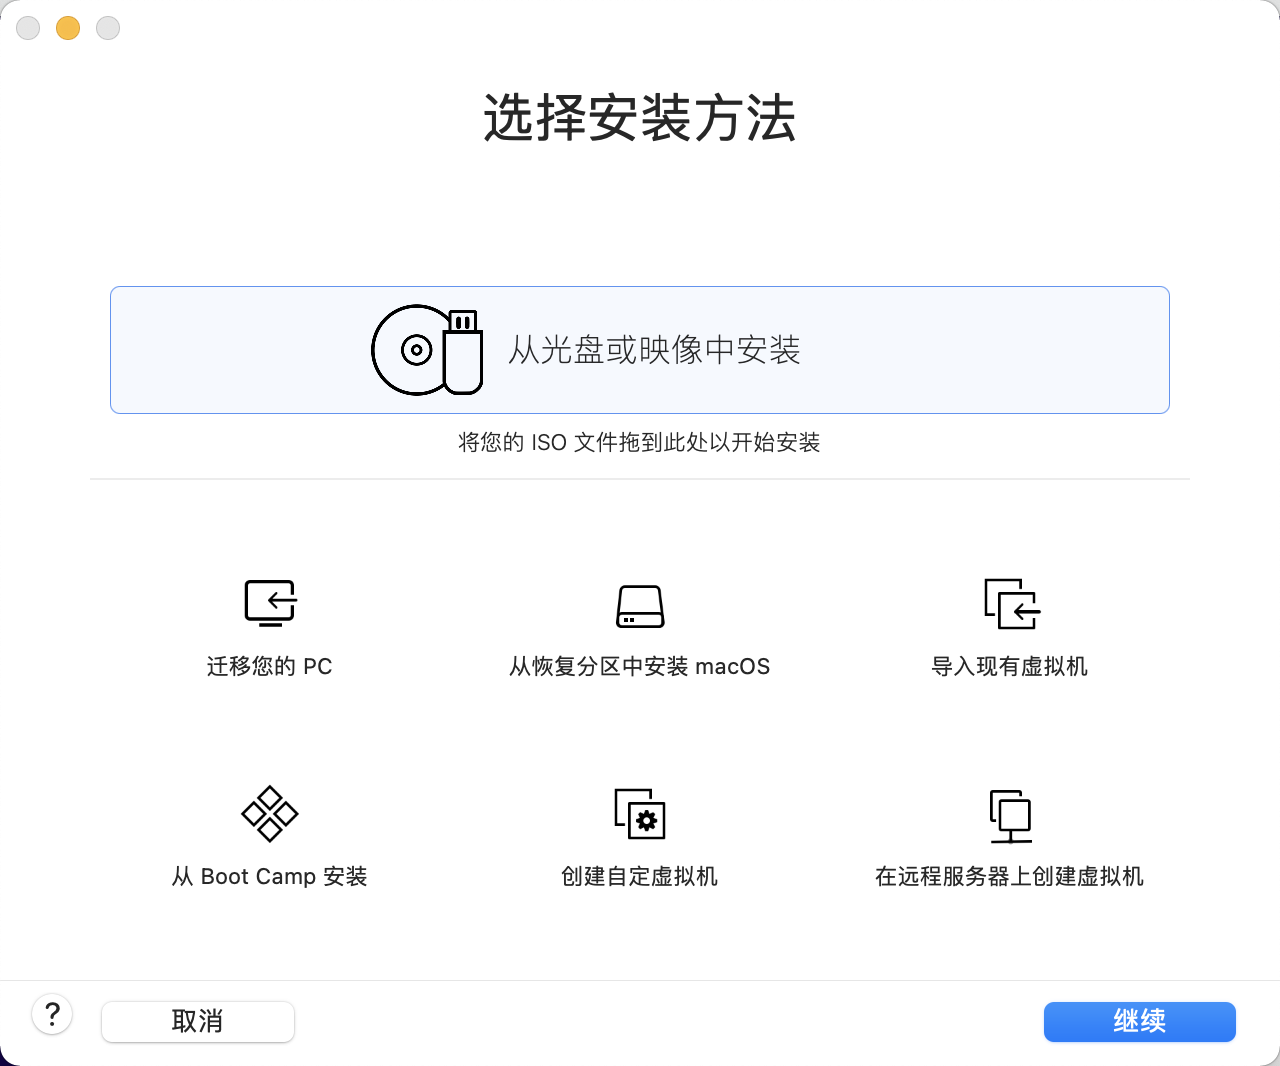 选择安装方法
从光盘或映像中安装
将您的 ISO 文件拖到此处以开始安装
迁移您的 PC
从恢复分区中安装 macOS
导入现有虚拟机
从 Boot Camp 安装
创建自定虚拟机
在远程服务器上创建虚拟机
?
取消
继续